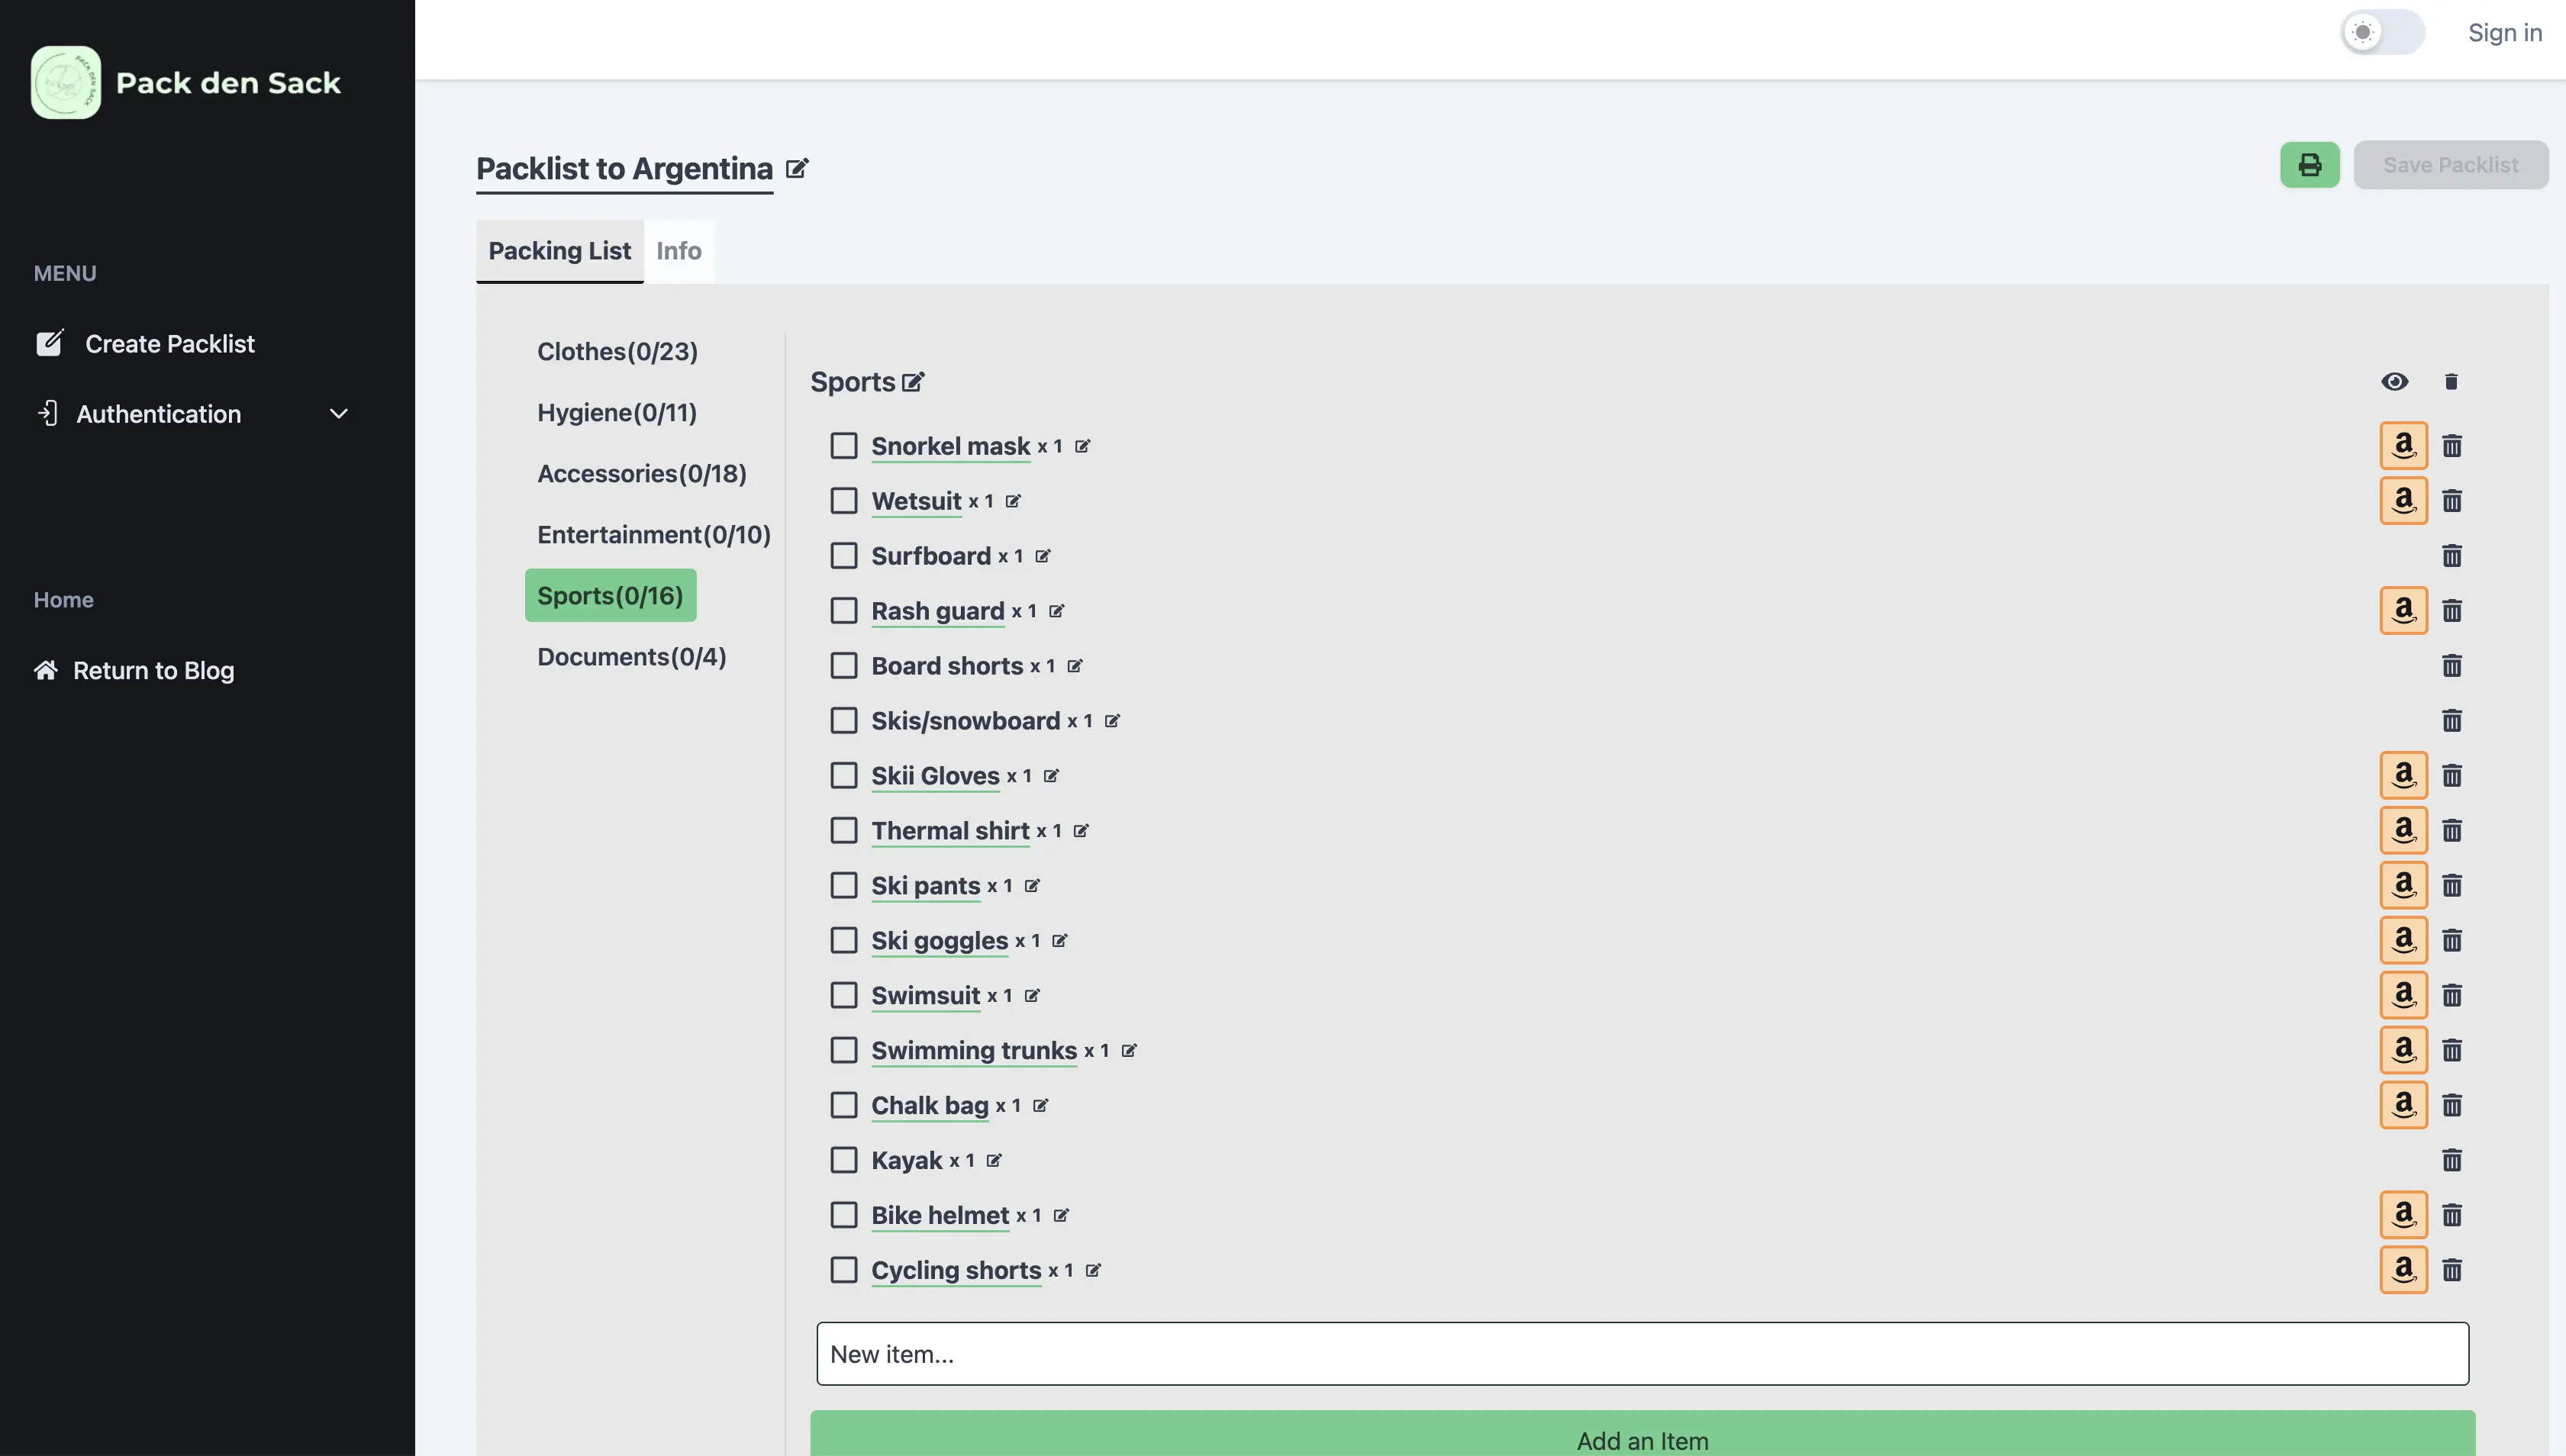 Pack den Sack
Sign in
MENU
Create Packlist
Authentication
Home
Return to Blog
Packlist to Argentina
Save Packlist
Packing List
Info
Clothes(0/23)
Hygiene(0/11)
Accessories(0/18)
Entertainment(0/10)
Sports(0/16)
Documents(0/4)
Sports
Snorkel mask x 1
Wetsuit x 1
Surfboard x 1
Rash guard x 1
Board shorts x 1
Skis/snowboard x 1
Skii Gloves x 1
Thermal shirt x 1
Ski pants x 1
Ski goggles x 1
Swimsuit x 1
Swimming trunks x 1
Chalk bag x 1
Kayak x 1
Bike helmet x 1
Cycling shorts x 1
New item...
Add an Item